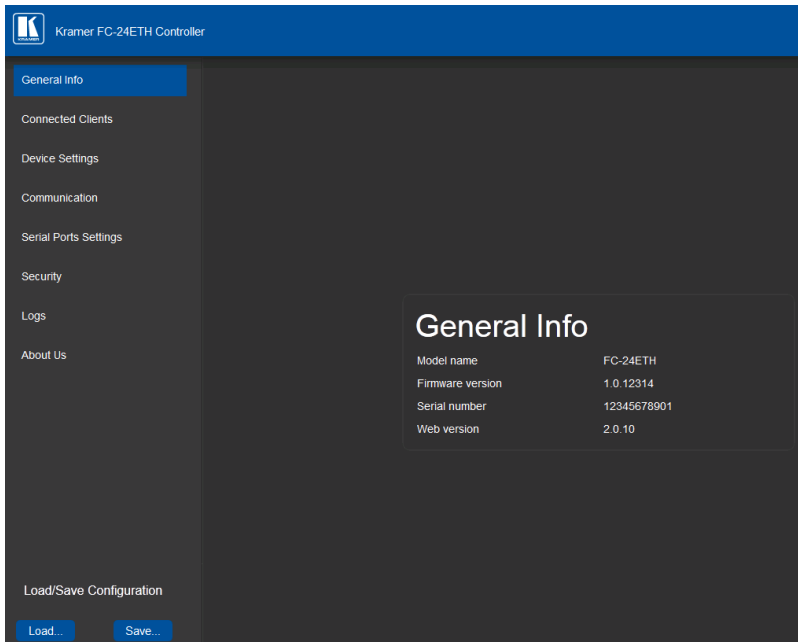 KRAMER
Kramer FC-24ETH Controller
General Info
Connected Clients
Device Settings
Communication
Serial Ports Settings
Security
Logs
About Us
General Info
Model name FC-24ETH
Firmware version 1.0.12314
Serial number 12345678901
Web version 2.0.10
Load/Save Configuration
Load... Save...